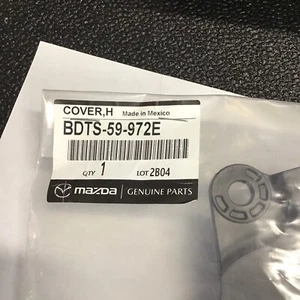 COVER,H Made in Mexico
BDTS-59-972E
QTY 1 LOT 2B04
mazda GENUINE PARTS